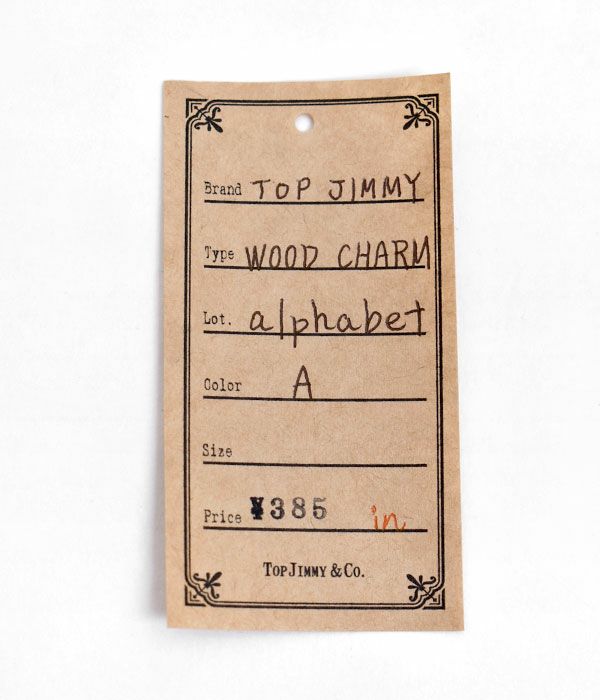 Brand TOP JIMMY
Type WOOD CHARM
Lot. alphabet
Color A
Size
Price ¥385 in
TOP JIMMY & CO.